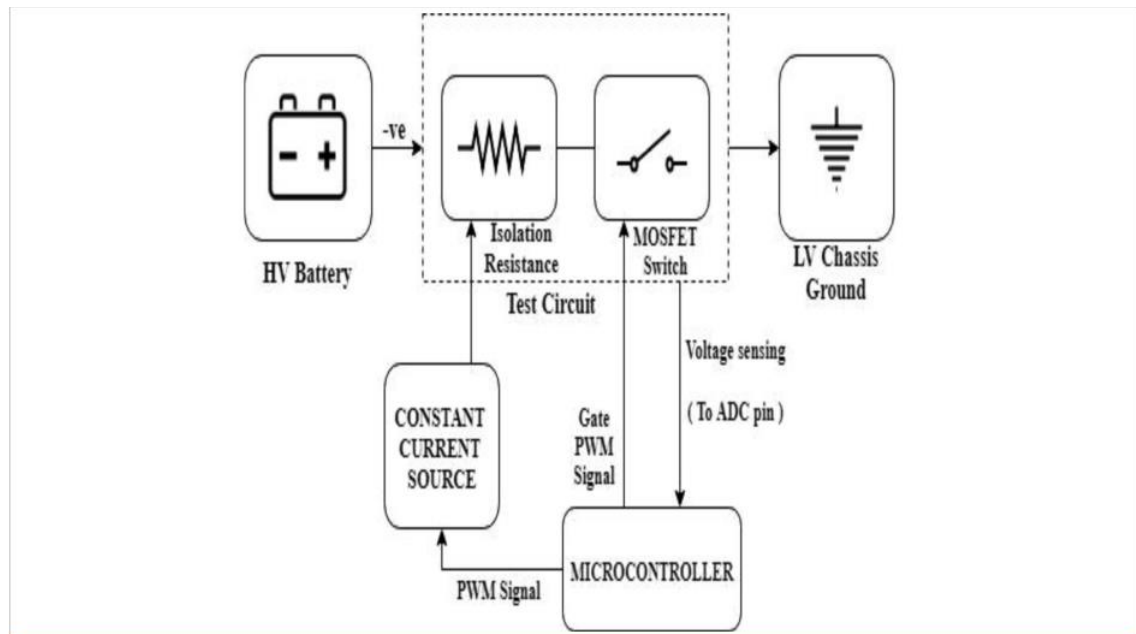 -ve
HV Battery
Isolation
Resistance
MOSFET
Switch
LV Chassis
Ground
Test Circuit
Voltage sensing
( To ADC pin )
CONSTANT
CURRENT
SOURCE
Gate
PWM
Signal
MICROCONTROLLER
PWM Signal